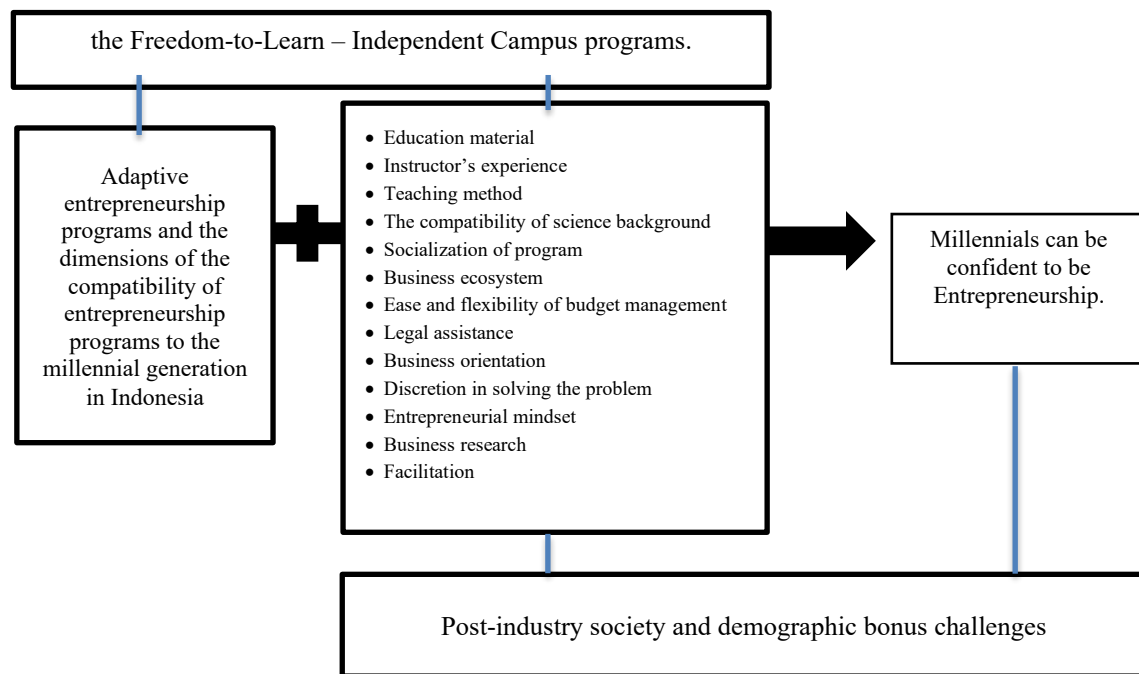 the Freedom-to-Learn – Independent Campus programs.
Adaptive
entrepreneurship
programs and the
dimensions of the
compatibility of
entrepreneurship
programs to the
millennial generation
in Indonesia
• Education material
• Instructor’s experience
• Teaching method
• The compatibility of science background
• Socialization of program
• Business ecosystem
• Ease and flexibility of budget management
• Legal assistance
• Business orientation
• Discretion in solving the problem
• Entrepreneurial mindset
• Business research
• Facilitation
Millennials can be
confident to be
Entrepreneurship.
Post-industry society and demographic bonus challenges